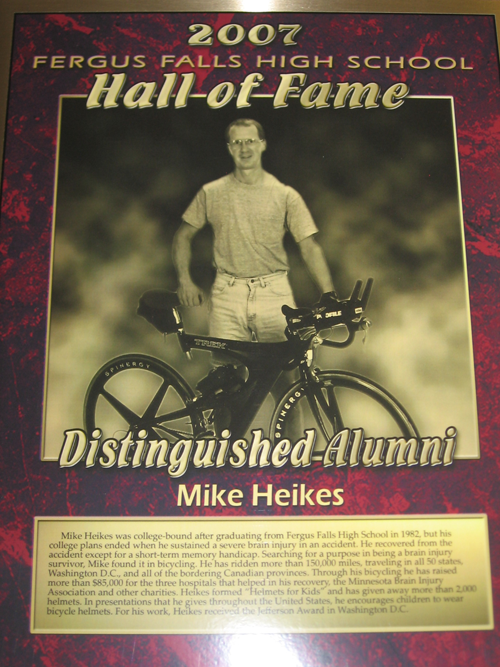 2007
FERGUS FALLS HIGH SCHOOL
Hall of Fame
TREK
SPINERGY
SPINERGY
Distinguished Alumni
Mike Heikes
Mike Heikes was college-bound after graduating from Fergus Falls High School in 1982, but his
college plans ended when he sustained a severe brain injury in an accident. He recovered from the
accident except for a short-term memory handicap. Searching for a purpose in being a brain injury
survivor, Mike found it in bicycling. He has ridden more than 150,000 miles, traveling in all 50 states,
Washington D.C., and all of the bordering Canadian provinces. Through his bicycling he has raised
more than $85,000 for the three hospitals that helped in his recovery, the Minnesota Brain Injury
Association and other charities. Heikes formed "Helmets for Kids" and has given away more than 2,000
helmets. In presentations that he gives throughout the United States, he encourages children to wear
bicycle helmets. For his work, Heikes received the Jefferson Award in Washington D.C.